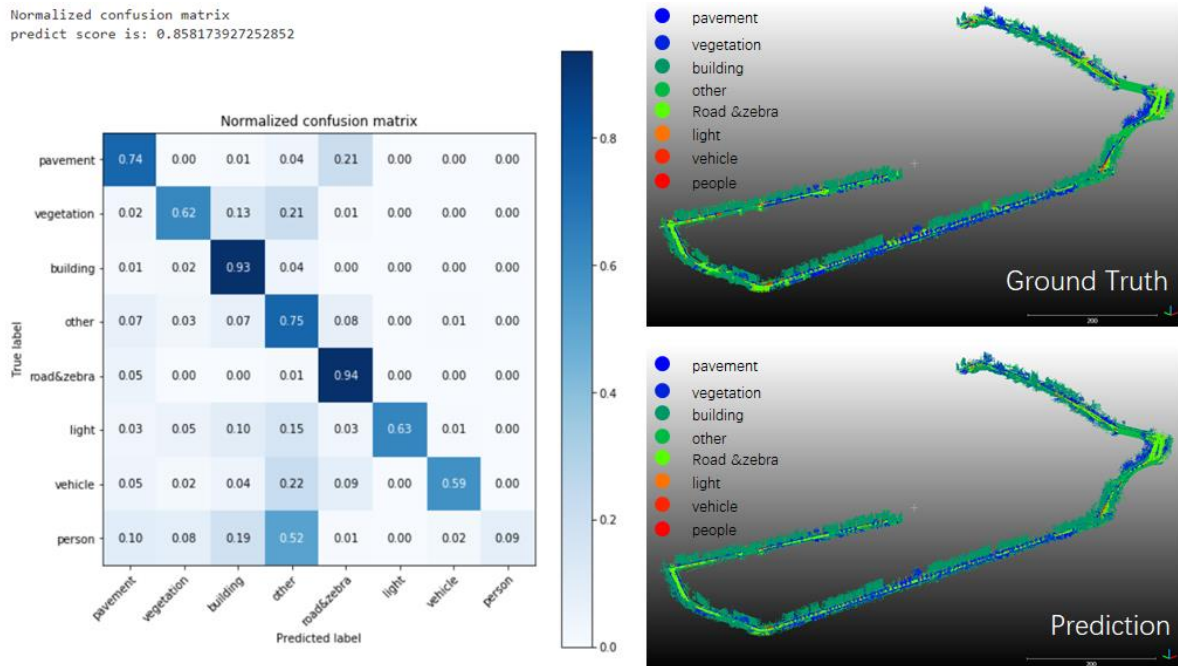 Normalized confusion matrix
predict score is: 0.858173927252852
Normalized confusion matrix
True label
pavement 0.74 0.00 0.01 0.04 0.21 0.00 0.00 0.00
vegetation 0.02 0.62 0.13 0.21 0.01 0.00 0.00 0.00
building 0.01 0.02 0.93 0.04 0.00 0.00 0.00 0.00
other 0.07 0.03 0.07 0.75 0.08 0.00 0.01 0.00
road&zebra 0.05 0.00 0.00 0.01 0.94 0.00 0.00 0.00
light 0.03 0.05 0.10 0.15 0.03 0.63 0.01 0.00
vehicle 0.05 0.02 0.04 0.22 0.09 0.00 0.59 0.00
person 0.10 0.08 0.19 0.52 0.01 0.00 0.02 0.09
pavement vegetation building other road&zebra light vehicle person
Predicted label
0.8
0.6
0.4
0.2
0.0
pavement
vegetation
building
other
Road &zebra
light
vehicle
people
Ground Truth
200
pavement
vegetation
building
other
Road &zebra
light
vehicle
people
Prediction
200